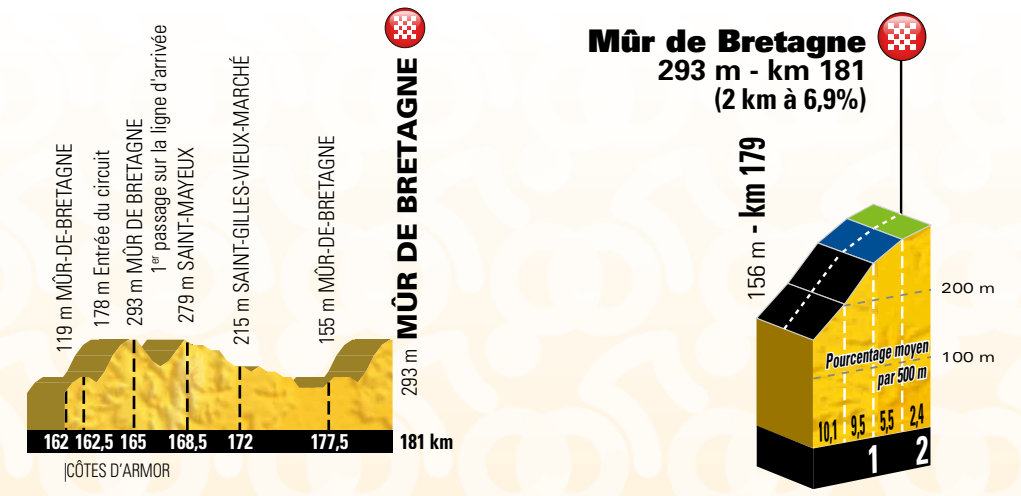 119 m MÛR-DE-BRETAGNE
178 m Entrée du circuit
293 m MÛR DE BRETAGNE
1er passage sur la ligne d'arrivée
279 m SAINT-MAYEUX
215 m SAINT-GILLES-VIEUX-MARCHÉ
155 m MÛR-DE-BRETAGNE
293 m MÛR DE BRETAGNE
162 162,5 165 168,5 172 177,5 181 km
|CÔTES D'ARMOR
Mûr de Bretagne
293 m - km 181
(2 km à 6,9%)
156 m - km 179
200 m
100 m
Pourcentage moyen
par 500 m
10,1 9,5 5,5 2,4
1 2